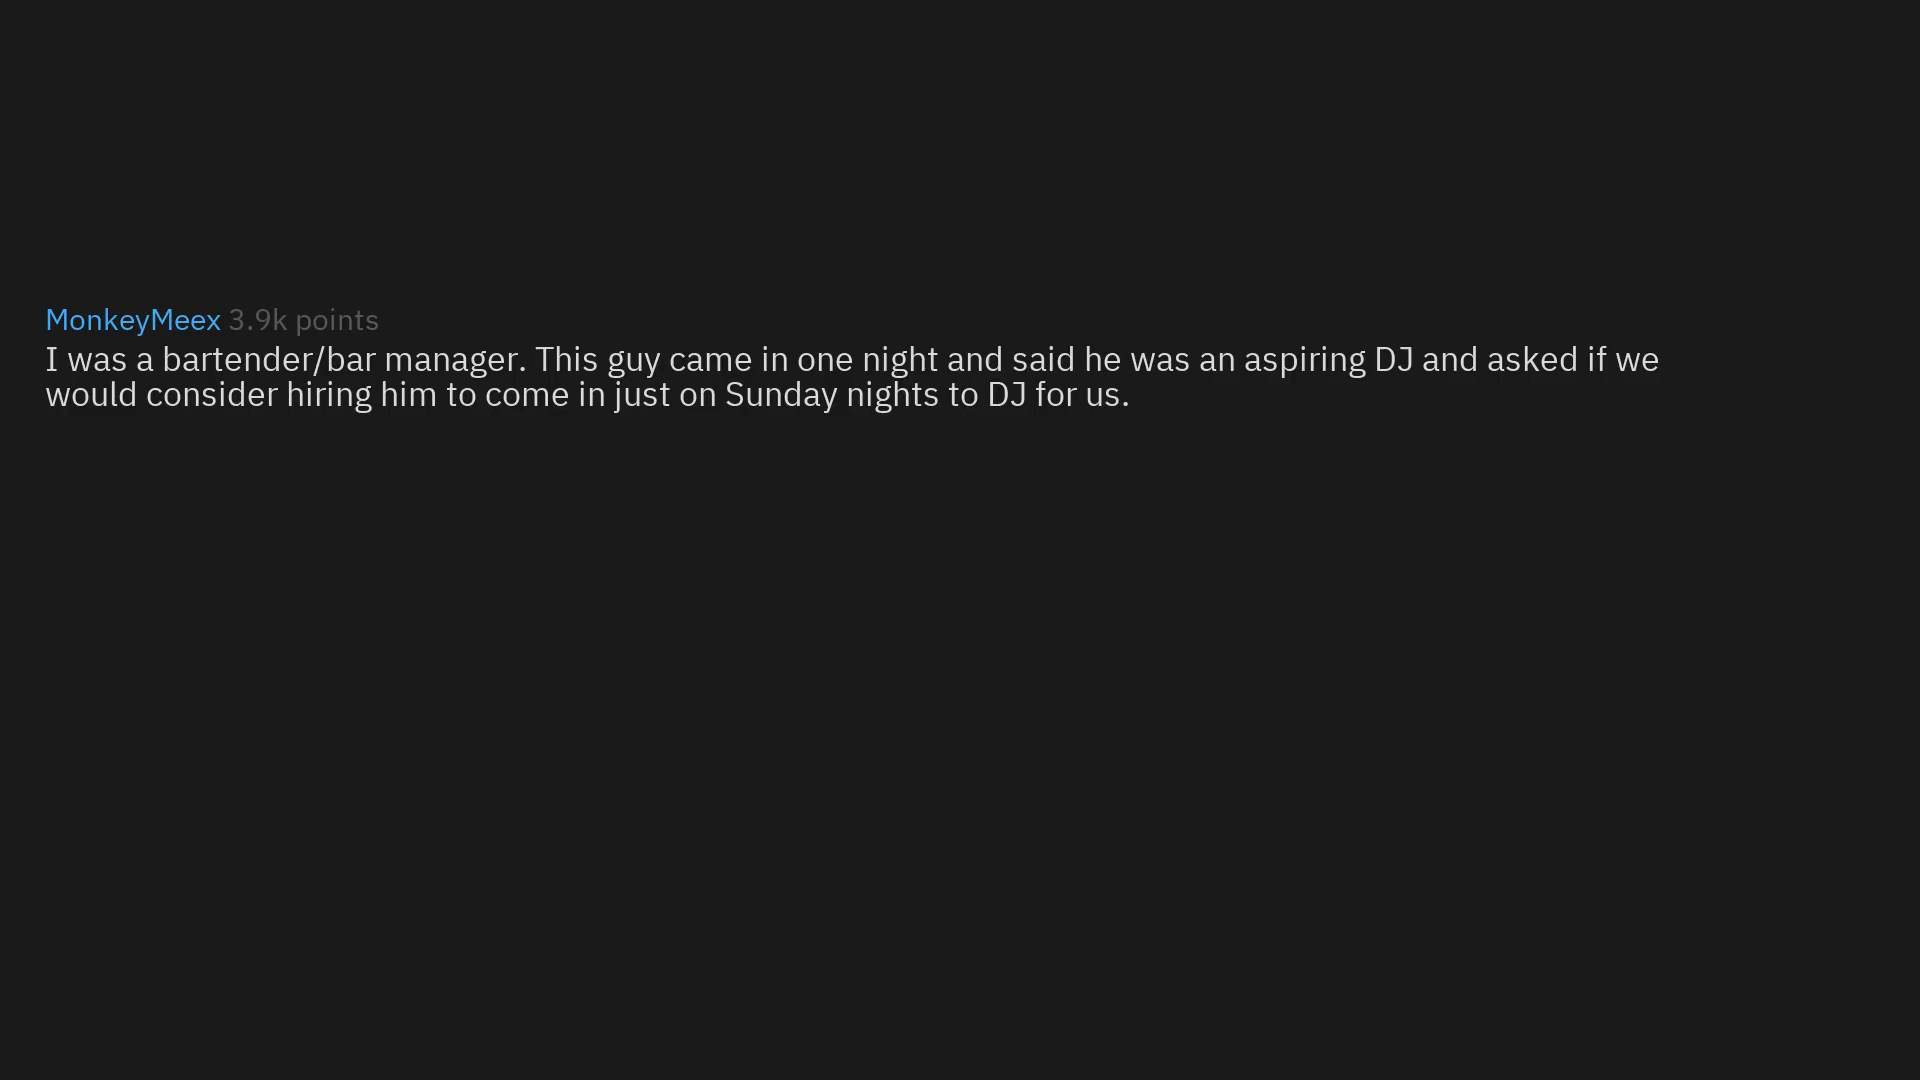 MonkeyMeex 3.9k points
I was a bartender/bar manager. This guy came in one night and said he was an aspiring DJ and asked if we
would consider hiring him to come in just on Sunday nights to DJ for us.